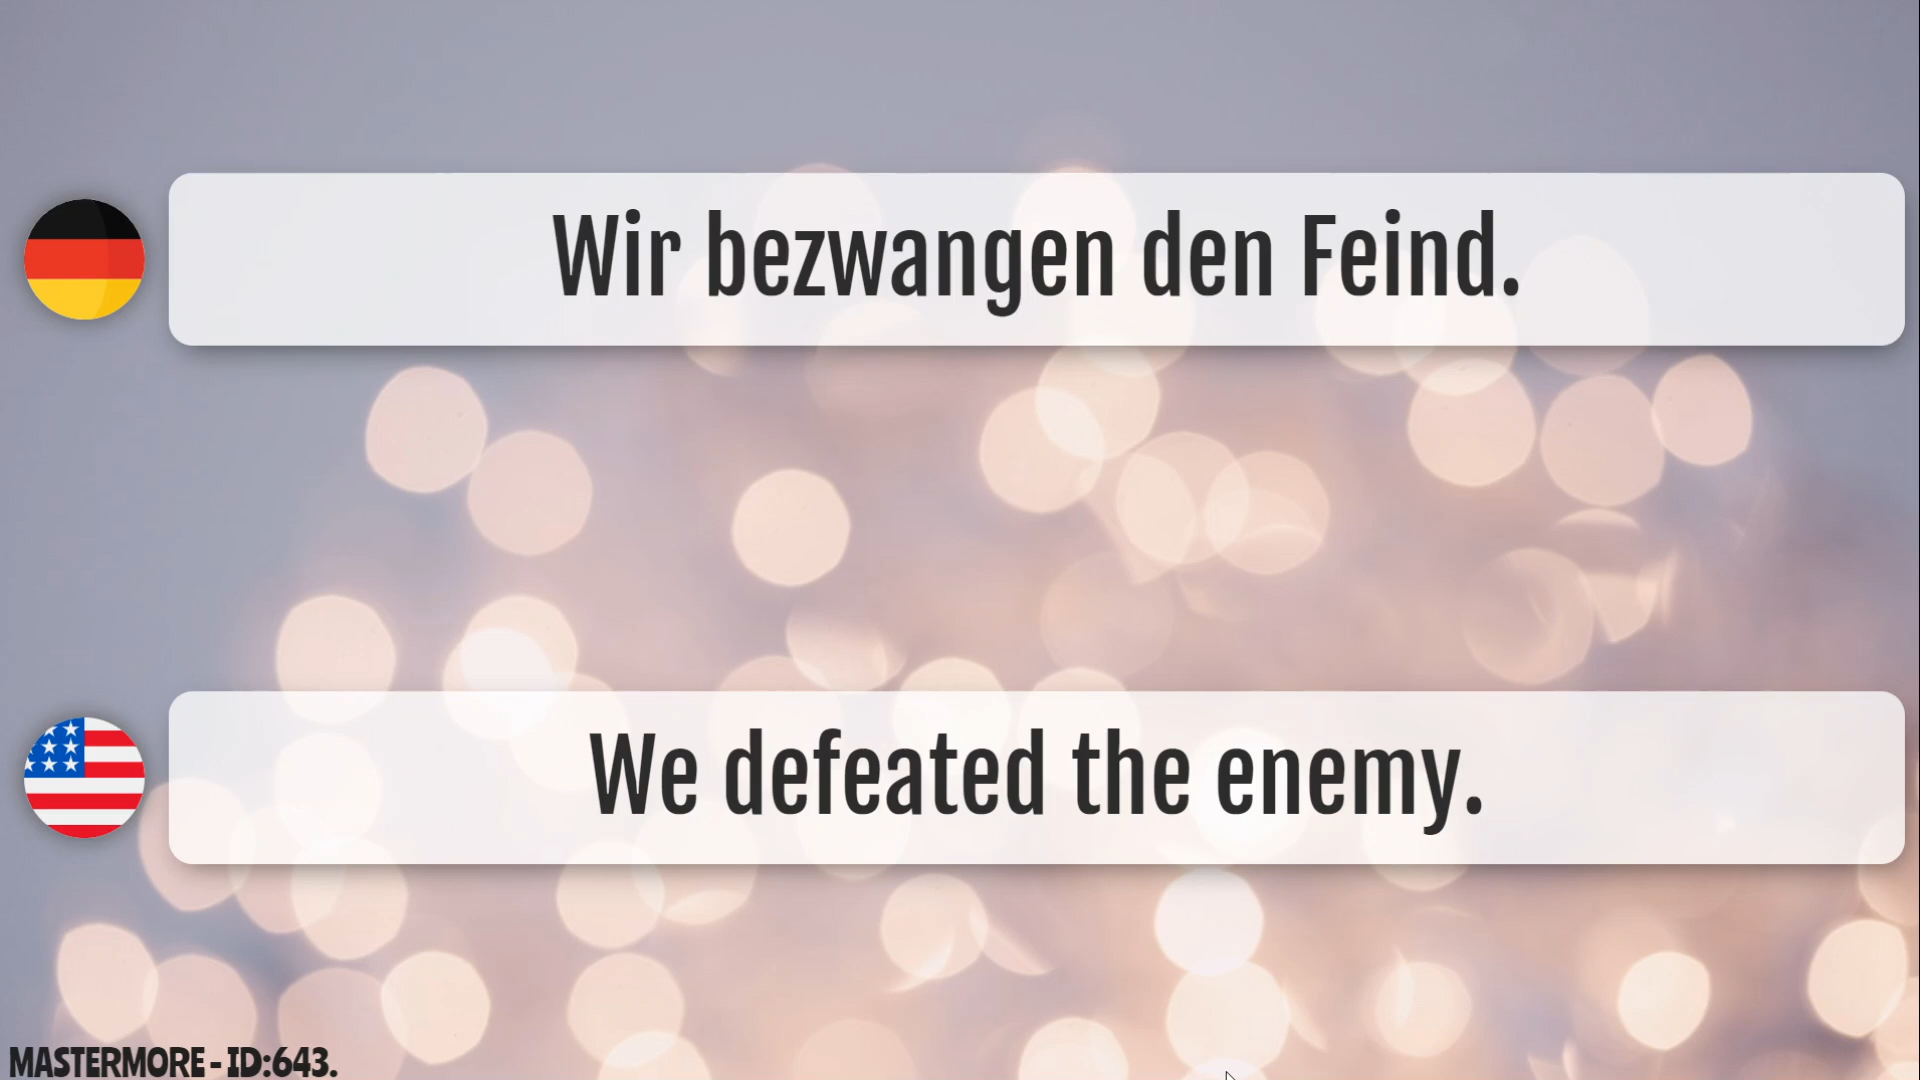 Wir bezwangen den Feind.
We defeated the enemy.
MASTERMORE - ID:643.